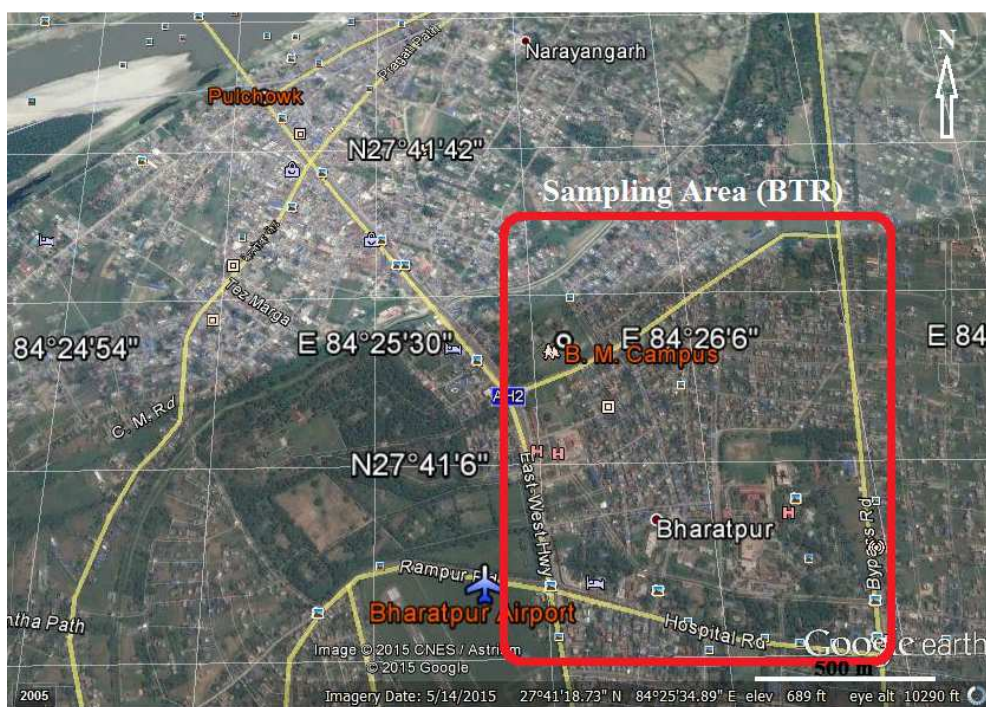 Narayangarh
N
Pragati Path
Pulchowk
N27°41'42"
Sampling Area (BTR)
Tez Marga
84°24'54"
E 84°25'30"
E 84°26'6"
E 84
B. M. Campus
AH2
C. M. Rd
N27°41'6"
East-West Hwy
Bharatpur
Bypass Rd
Rampur Rd
Bharatpur Airport
ntha Path
Hospital Rd
Image © 2015 CNES / Astrium
© 2015 Google
Google earth
500 m
2005
Imagery Date: 5/14/2015 27°41'18.73" N 84°25'34.89" E elev 689 ft eye alt 10290 ft